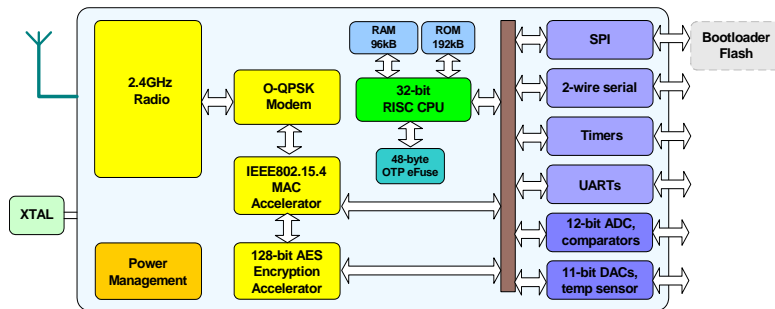 2.4GHz
Radio
O-QPSK
Modem
IEEE802.15.4
MAC
Accelerator
128-bit AES
Encryption
Accelerator
XTAL
Power
Management
RAM
96kB
ROM
192kB
32-bit
RISC CPU
48-byte
OTP eFuse
SPI
2-wire serial
Timers
UARTs
12-bit ADC,
comparators
11-bit DACs,
temp sensor
Bootloader
Flash